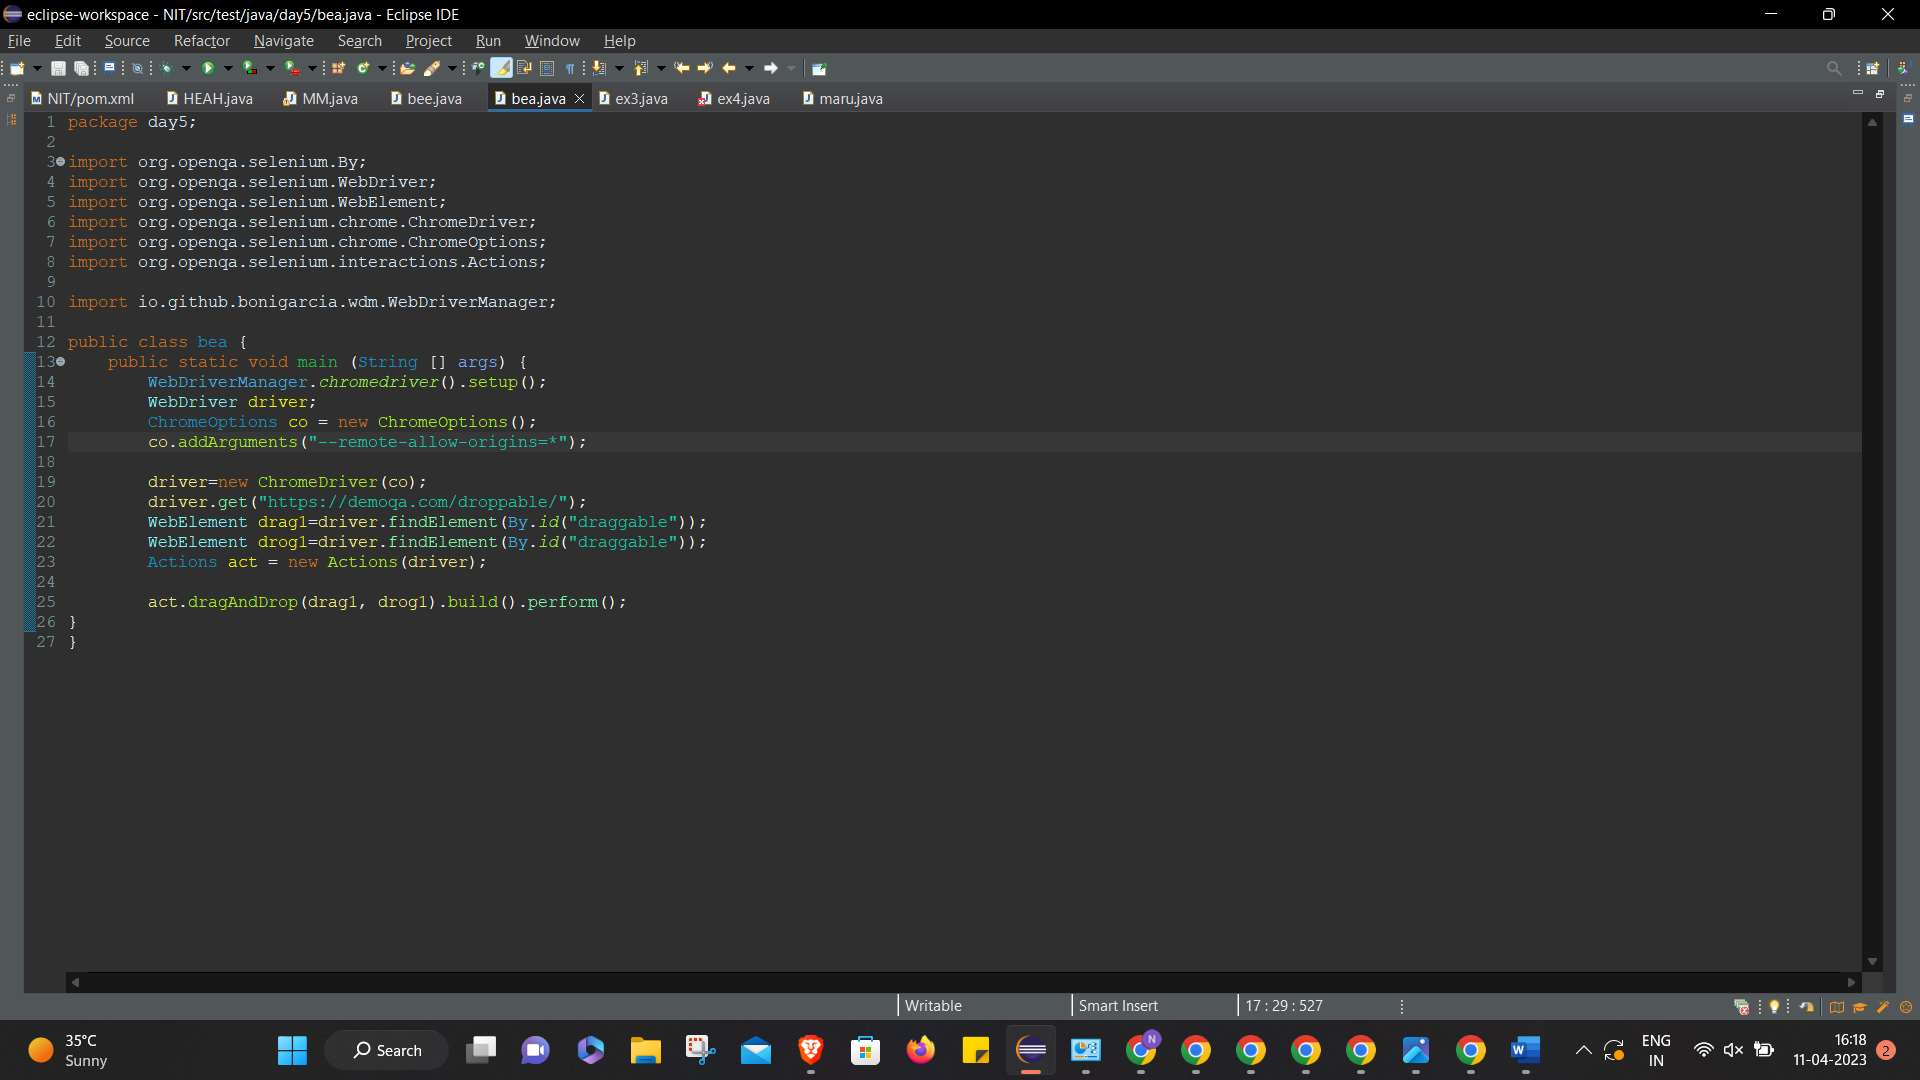 eclipse-workspace - NIT/src/test/java/day5/bea.java - Eclipse IDE
File Edit Source Refactor Navigate Search Project Run Window Help
NIT/pom.xml HEAH.java MM.java bee.java bea.java ex3.java ex4.java maru.java
1 package day5;
2
3 import org.openqa.selenium.By;
4 import org.openqa.selenium.WebDriver;
5 import org.openqa.selenium.WebElement;
6 import org.openqa.selenium.chrome.ChromeDriver;
7 import org.openqa.selenium.chrome.ChromeOptions;
8 import org.openqa.selenium.interactions.Actions;
9
10 import io.github.bonigarcia.wdm.WebDriverManager;
11
12 public class bea {
13 public static void main (String [] args) {
14 WebDriverManager.chromedriver().setup();
15 WebDriver driver;
16 ChromeOptions co = new ChromeOptions();
17 co.addArguments("--remote-allow-origins=*");
18
19 driver=new ChromeDriver(co);
20 driver.get("https://demoqa.com/droppable/");
21 WebElement drag1=driver.findElement(By.id("draggable"));
22 WebElement drog1=driver.findElement(By.id("draggable"));
23 Actions act = new Actions(driver);
24
25 act.dragAndDrop(drag1, drog1).build().perform();
26 }
27 }
Writable Smart Insert 17 : 29 : 527
35°C
Sunny
Search
N
W
ENG
IN
16:18
11-04-2023
2